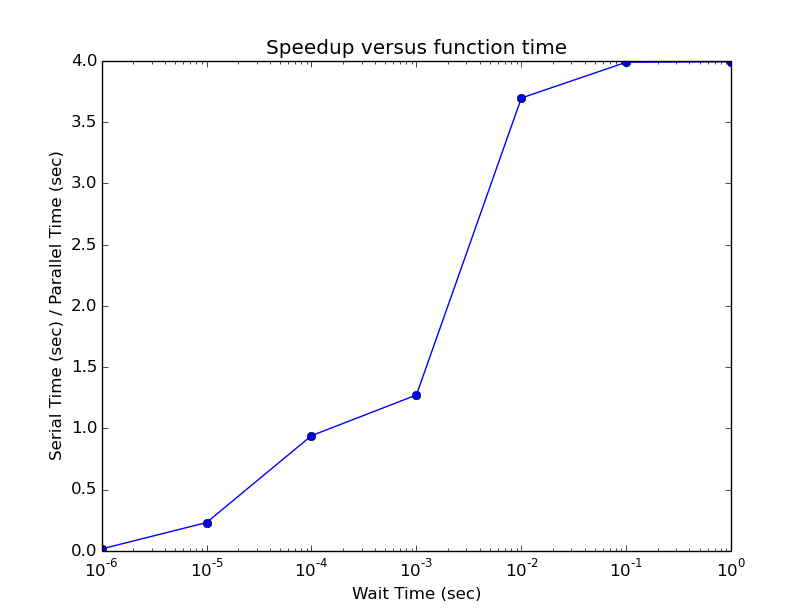 Speedup versus function time
Serial Time (sec) / Parallel Time (sec)
4.0
3.5
3.0
2.5
2.0
1.5
1.0
0.5
0.0
10^-6 10^-5 10^-4 10^-3 10^-2 10^-1 10^0
Wait Time (sec)